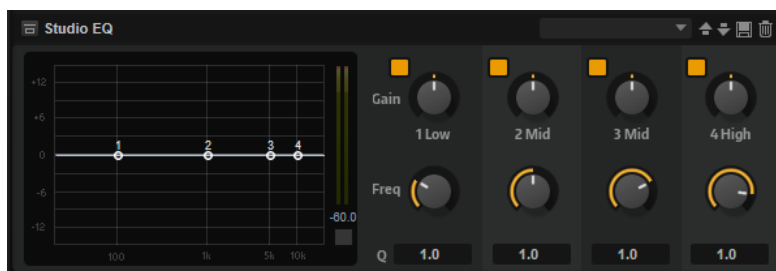 Studio EQ
+12
+6
0
-6
-12
1 2 3 4
100 1k 5k 10k
-60.0
Gain
1 Low 2 Mid 3 Mid 4 High
Freq
Q 1.0 1.0 1.0 1.0